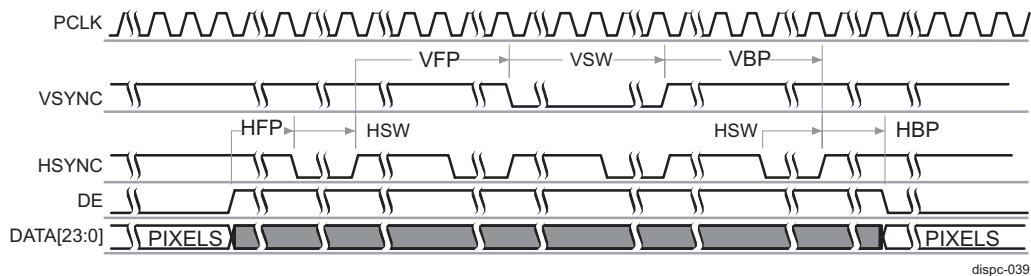 PCLK
VFP VSW VBP
VSYNC
HFP HSW HSW HBP
HSYNC
DE
DATA[23:0] PIXELS PIXELS
dispc-039